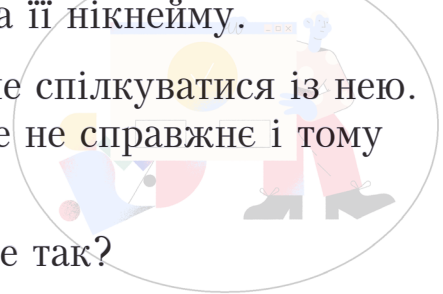 а її нікнейму.
е спілкуватися із нею.
е не справжнє і тому
е так?